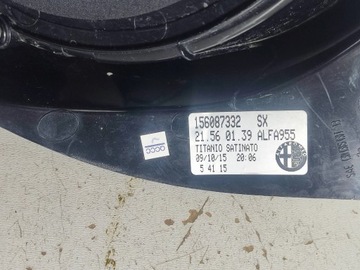 156087332 SX
21.56 01.39 ALFA955
TITANIO SATINATO
09/10/15 20:06
5 41 15